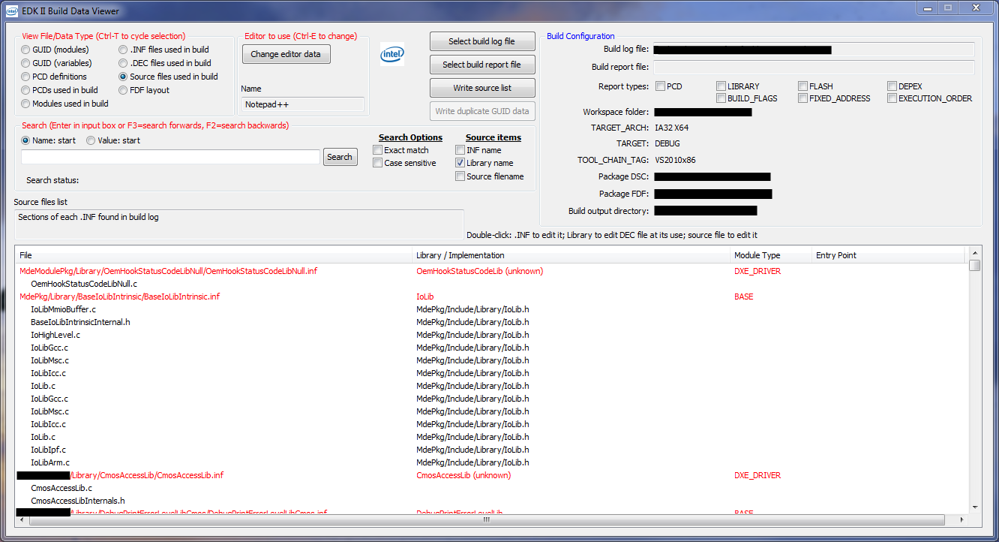 EDK II Build Data Viewer
View File/Data Type (Ctrl-T to cycle selection)
GUID (modules)
GUID (variables)
PCD definitions
PCDs used in build
Modules used in build
.INF files used in build
.DEC files used in build
Source files used in build
FDF layout
Editor to use (Ctrl-E to change)
Change editor data
Name
Notepad++
intel
Select build log file
Select build report file
Write source list
Write duplicate GUID data
Search (Enter in input box or F3=search forwards, F2=search backwards)
Name: start
Value: start
Search
Search status:
Search Options
Exact match
Case sensitive
Source items
INF name
Library name
Source filename
Build Configuration
Build log file:
Build report file:
Report types:
PCD
LIBRARY
FLASH
DEPEX
BUILD_FLAGS
FIXED_ADDRESS
EXECUTION_ORDER
Workspace folder:
TARGET_ARCH: IA32 X64
TARGET: DEBUG
TOOL_CHAIN_TAG: VS2010x86
Package DSC:
Package FDF:
Build output directory:
Source files list
Sections of each .INF found in build log
Double-click: .INF to edit it; Library to edit DEC file at its use; source file to edit it
File Library / Implementation Module Type Entry Point
MdeModulePkg/Library/OemHookStatusCodeLibNull/OemHookStatusCodeLibNull.inf OemHookStatusCodeLib (unknown) DXE_DRIVER
OemHookStatusCodeLibNull.c
MdePkg/Library/BaseIoLibIntrinsic/BaseIoLibIntrinsic.inf IoLib BASE
IoLibMmioBuffer.c MdePkg/Include/Library/IoLib.h
BaseIoLibIntrinsicInternal.h MdePkg/Include/Library/IoLib.h
IoHighLevel.c MdePkg/Include/Library/IoLib.h
IoLibGcc.c MdePkg/Include/Library/IoLib.h
IoLibMsc.c MdePkg/Include/Library/IoLib.h
IoLibIcc.c MdePkg/Include/Library/IoLib.h
IoLib.c MdePkg/Include/Library/IoLib.h
IoLibGcc.c MdePkg/Include/Library/IoLib.h
IoLibMsc.c MdePkg/Include/Library/IoLib.h
IoLibIcc.c MdePkg/Include/Library/IoLib.h
IoLib.c MdePkg/Include/Library/IoLib.h
IoLibIpf.c MdePkg/Include/Library/IoLib.h
IoLibArm.c MdePkg/Include/Library/IoLib.h
/Library/CmosAccessLib/CmosAccessLib.inf CmosAccessLib (unknown) DXE_DRIVER
CmosAccessLib.c
CmosAccessLibInternals.h
/Library/DebugPrintErrorLevelLibCmos/DebugPrintErrorLevelLibCmos.inf DebugPrintErrorLevelLib BASE